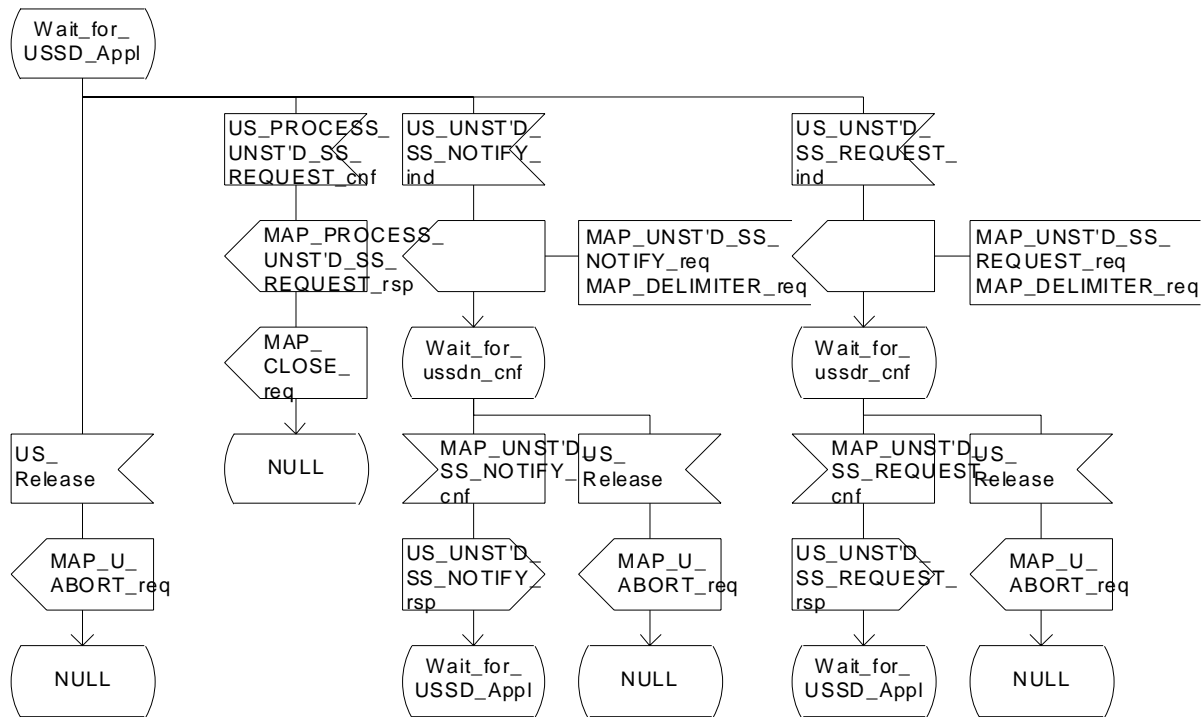 Wait_for_
USSD_Appl
US_PROCESS_
UNST'D_SS_
REQUEST_cnf
US_UNST'D_
SS_NOTIFY_
ind
US_UNST'D_
SS_REQUEST_
ind
MAP_PROCESS_
UNST'D_SS_
REQUEST_rsp
MAP_UNST'D_SS_
NOTIFY_req
MAP_DELIMITER_req
MAP_UNST'D_SS_
REQUEST_req
MAP_DELIMITER_req
MAP_
CLOSE_
req
Wait_for_
ussdn_cnf
Wait_for_
ussdr_cnf
US_
Release
NULL
MAP_UNST'D_
SS_NOTIFY_
cnf
US_
Release
MAP_UNST'D_
SS_REQUEST_
cnf
US_
Release
MAP_U_
ABORT_req
US_UNST'D_
SS_NOTIFY_
rsp
MAP_U_
ABORT_req
US_UNST'D_
SS_REQUEST_
rsp
MAP_U_
ABORT_req
NULL
Wait_for_
USSD_Appl
NULL
Wait_for_
USSD_Appl
NULL